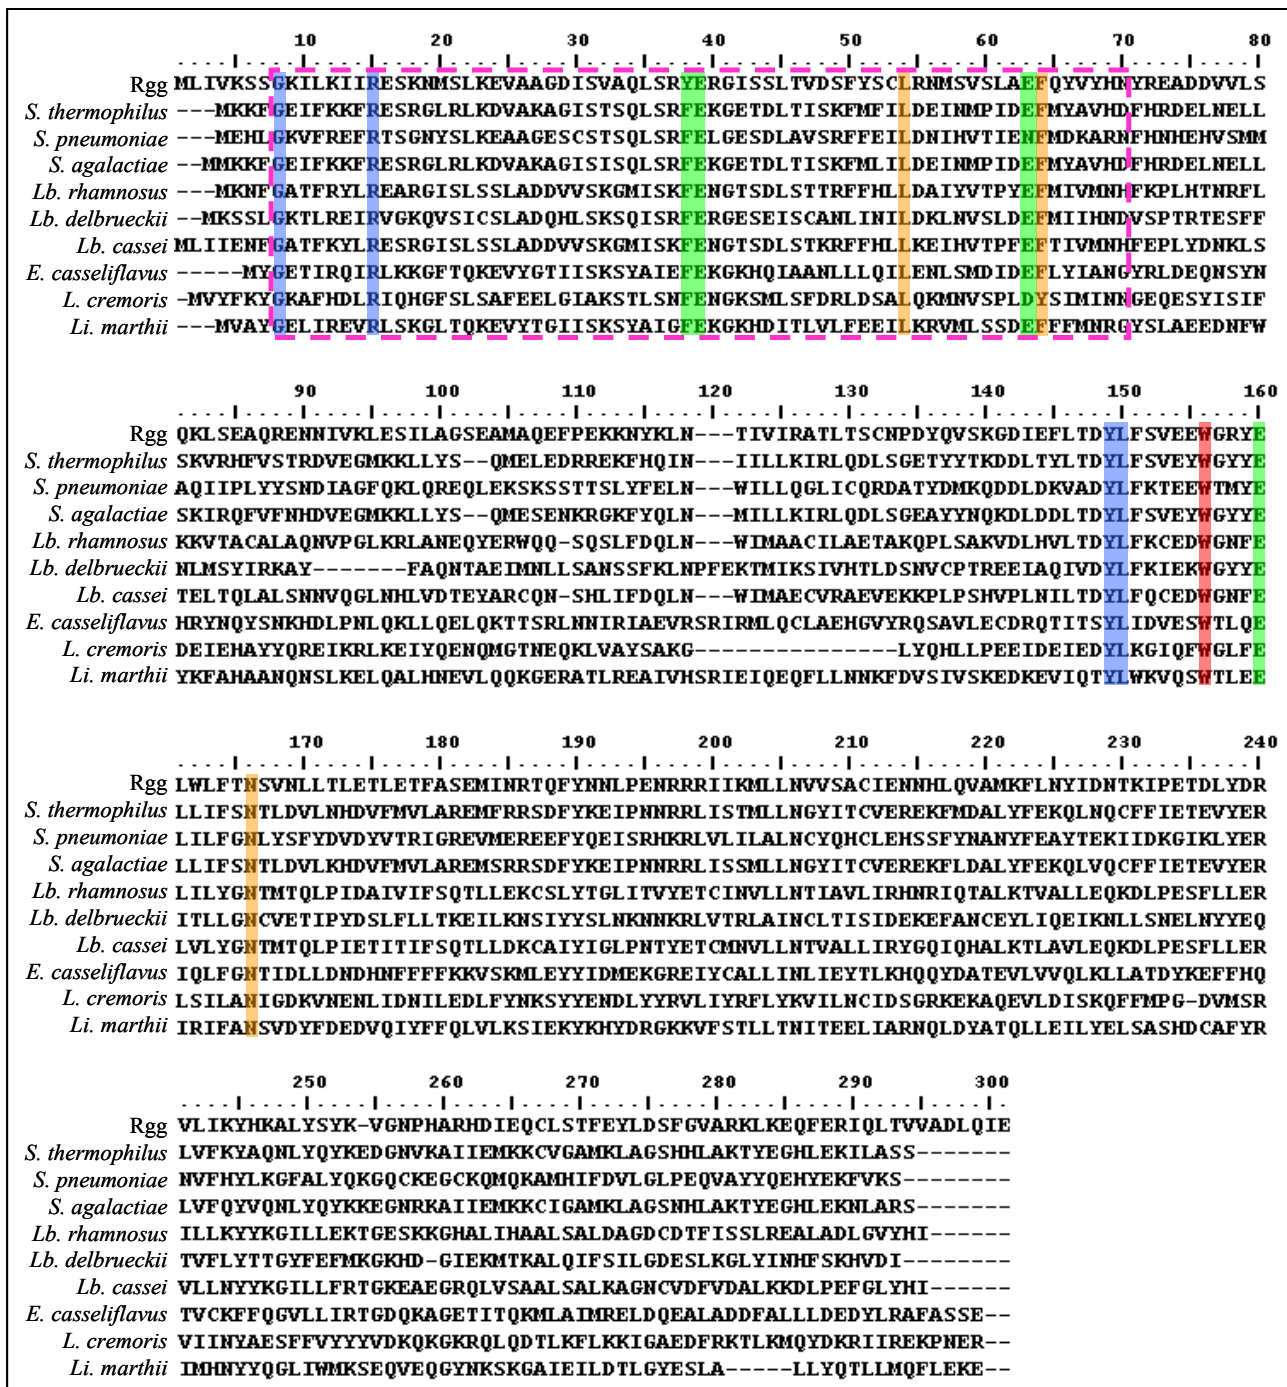 10 20 30 40 50 60 70 80
Rgg MLIVKSSGKILKIIRESKNMSLKEVAAGDISVAQLSRYERGISSLTVDSFYSCLRNMSVSLAEFQYVYHNYREADDVVLS
S. thermophilus ---MKKFGEIFKKFRESRGLRLKDVAKAGISTSQLSRFEKGETDLTISKFMFILDEINMPIDEFMYAVHDFHRDELNELL
S. pneumoniae ---MEHLGKVFREFRTSGNYSLKEAAGESCSTSQLSRFELGESDLAVSRFFEILDNIHVTIENFMDKARNFHNHEHVSMM
S. agalactiae --MMKKFGEIFKKFRESRGLRLKDVAKAGISISQLSRFEKGETDLTISKFMLILDEINMPIDEFMYAVHDFHRDELNELL
Lb. rhamnosus ---MKNFGATFRYLREARGISLSSLADDVVSKGMISKFENGTSDLSTTRFFHLLDAIYVTPYEFMIVMNHFKPLHTNRFL
Lb. delbrueckii --MKSSLGKTLREIRVGKQVSICSLADQHLSKSQISRFERGESEISCANLINILDKLNVSLDEFMIIHNDVSPTRTESFF
Lb. cassei MLIIENFGATFKYLRESRGISLSSLADDVVSKGMISKFENGTSDLSTKRFFHLLKEIHVTPFEFTIVMNHFEPLYDNKLS
E. casseliflavus -----MYGETIRQIRLKKGFTQKEVYGTIISKSYAIEFEKGKHQIAANLLLQILENLSMDIDEFLYIANGYRLDEQNSYN
L. cremoris -MVYFKYGKAFHDLRIQHGFSLSAFEELGIAKSTLSNFENGKSMLSFDRLDSALQKMNVSPLDYSIMINNGEQESYISIF
Li. marthii ---MVAYGELIREVRLSKGLTQKEVYTGIISKSYAIGFEKGKHDITLVLFEEILKRVMLSSDEFFFMNRGYSLAEEDNFW
90 100 110 120 130 140 150 160
Rgg QKLSEAQRENNIVKLESILAGSEAMAQEFPEKKNYKLN---TIVIRATLTSCNPDYQVSKGDIEFLTDYLFSVEEWGRYE
S. thermophilus SKVRHFVSTRDVEGMKKLLYS--QMELEDRREKFHQIN---IILLKIRLQDLSGETYYTKDDLTYLTDYLFSVEYWGYYE
S. pneumoniae AQIIPLYYSNDIAGFQKLQREQLEKSKSSTTSLYFELN---WILLQGLICQRDATYDMKQDDLDKVADYLFKTEEWTMYE
S. agalactiae SKIRQFVFNHDVEGMKKLLYS--QMESENKRGKFYQLN---MILLKIRLQDLSGEAYYNQKDLDDLTDYLFSVEYWGYYE
Lb. rhamnosus KKVTACALAQNVPGLKRLANEQYERWQQ-SQSLFDQLN---WIMAACILAETAKQPLSAKVDLHVLTDYLFKCEDWGNFE
Lb. delbrueckii NLMSYIRKAY-------FAQNTAEIMNLLSANSSFKLNPFEKTMIKSIVHTLDSNVCPTREEIAQIVDYLFKIEKWGYYE
Lb. cassei TELTQLALSNNVQGLNHLVDTEYARCQN-SHLIFDQLN---WIMAECVRAEVEKKPLPSHVPLNILTDYLFQCEDWGNFE
E. casseliflavus HRYNQYSNKHDLPNLQKLLQELQKTTSRLNNIRIAEVRSRIRMLQCLAEHGVYRQSAVLECDRQTITSYLIDVESWTLQE
L. cremoris DEIEHAYYQREIKRLKEIYQENQMGTNEQKLVAYSAKG---------------LYQHLLPEEIDEIEDYLKGIQFWGLFE
Li. marthii YKFAHAANQNSLKELQALHNEVLQQKGERATLREAIVHSRIEIQEQFLLNNKFDVSIVSKEDKEVIQTYLWKVQSWTLEE
170 180 190 200 210 220 230 240
Rgg LWLFTNSVNLLTLETLETFASEMINRTQFYNNLPENRRRIIKMLLNVVSACIENNHLQVAMKFLNYIDNTKIPETDLYDR
S. thermophilus LLIFSNTLDVLNHDVFMVLAREMFRRSDFYKEIPNNRRLISTMLLNGYITCVEREKFMDALYFEKQLNQCFFIETEVYER
S. pneumoniae LILFGNLYSFYDVDYVTRIGREVMEREEFYQEISRHKRLVLILALNCYQHCLEHSSFYNANYFEAYTEKIIDKGIKLYER
S. agalactiae LLIFSNTLDVLKHDVFMVLAREMSRRSDFYKEIPNNRRLISSMLLNGYITCVEREKFLDALYFEKQLVQCFFIETEVYER
Lb. rhamnosus LILYGNTMTQLPIDAIVIFSQTLLEKCSLYTGLITVYETCINVLLNTIAVLIRHNRIQTALKTVALLEQKDLPESFLLER
Lb. delbrueckii ITLLGNCVETIPYDSLFLLTKEILKNSIYYSLNKNNKRLVTRLAINCLTISIDEKEFANCEYLIQEIKNLLSNELNYYEQ
Lb. cassei LVLYGNTMTQLPIETITIFSQTLLDKCAIYIGLPNTYETCMNVLLNTVALLIRYGQIQHALKTLAVLEQKDLPESFLLER
E. casseliflavus IQLFGNTIDLLDNDHNFFFFKKVSKMLEYYIDMEKGREIYCALLINLIEYTLKHQQYDATEVLVVQLKLLATDYKEFFHQ
L. cremoris LSILANIGDKVNENLIDNILEDLFYNKSYYENDLYYRVLIYRFLYKVILNCIDSGRKEKAQEVLDISKQFFMPG-DVMSR
Li. marthii IRIFANSVDYFDEDVQIYFFQLVLKSIEKYKHYDRGKKVFSTLLTNITEELIARNQLDYATQLLEILYELSASHDCAFYR
250 260 270 280 290 300
Rgg VLIKYHKALYSYK-VGNPHARHDIEQCLSTFEYLDSFGVARKLKEQFERIQLTVVADLQIE
S. thermophilus LVFKYAQNLYQYKEDGNVKAIIEMKKCVGAMKLAGSHHLAKTYEGHLEKILASS-------
S. pneumoniae NVFHYLKGFALYQKGQCKEGCKQMQKAMHIFDVLGLPEQVAYYQEHYEKFVKS--------
S. agalactiae LVFQYVQNLYQYKKEGNRKAIIEMKKCIGAMKLAGSNHLAKTYEGHLEKNLARS-------
Lb. rhamnosus ILLKYYKGILLEKTGESKKGHALIHAALSALDAGDCDTFISSLREALADLGVYHI------
Lb. delbrueckii TVFLYTTGYFEFMKGKHD-GIEKMTKALQIFSILGDESLKGLYINHFSKHVDI--------
Lb. cassei VLLNYYKGILLFRTGKEAEGRQLVSAALSALKAGNCVDFVDALKKDLPEFGLYHI------
E. casseliflavus TVCKFFQGVLLIRTGDQKAGETITQKMLAIMRELDQEALADDFALLLDEDYLRAFASSE--
L. cremoris VIINYAESFFVYYYVDKQKGKRQLQDTLKFLKKIGAEDFRKTLKMQYDKRIIREKPNER--
Li. marthii IMHNYYQGLIWMKSEQVEQGYNKSKGAIEILDTLGYESLA-----LLYQTLLMQFLEKE--